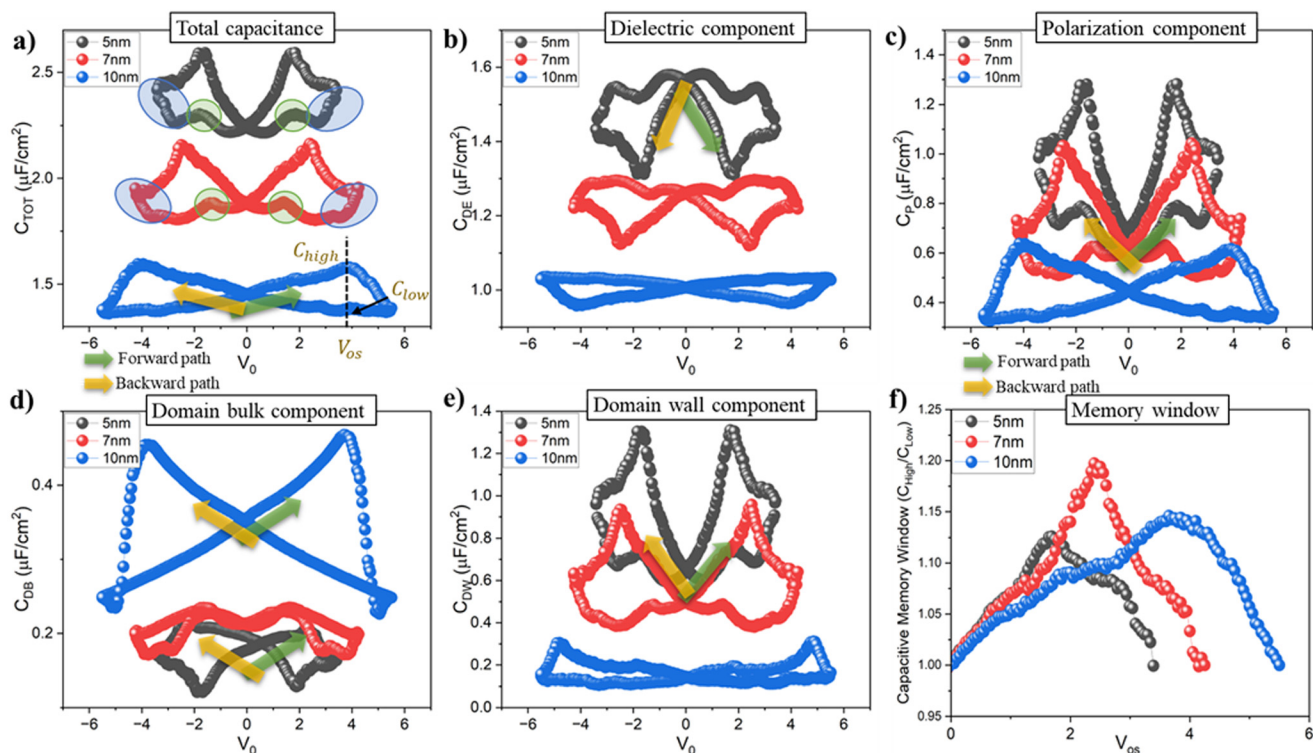 a)
Total capacitance
5nm
7nm
10nm
C_TOT (µF/cm²)
2.5
2.0
1.5
C_high
C_low
V_os
−6 −4 −2 0 2 4 6
V_0
Forward path
Backward path
b)
Dielectric component
5nm
7nm
10nm
C_DE (µF/cm²)
1.6
1.4
1.2
1.0
−6 −4 −2 0 2 4 6
V_0
c)
Polarization component
5nm
7nm
10nm
C_P (µF/cm²)
1.4
1.2
1.0
0.8
0.6
0.4
−6 −4 −2 0 2 4 6
V_0
Forward path
Backward path
d)
Domain bulk component
5nm
7nm
10nm
C_DB (µF/cm²)
0.4
0.2
−6 −4 −2 0 2 4 6
V_0
e)
Domain wall component
5nm
7nm
10nm
C_DW (µF/cm²)
1.4
1.2
1.0
0.8
0.6
0.4
0.2
0.0
−6 −4 −2 0 2 4 6
V_0
f)
Memory window
5nm
7nm
10nm
Capacitive Memory Window (C_High/C_Low)
1.25
1.20
1.15
1.10
1.05
1.00
0.95
0 2 4 6
V_os